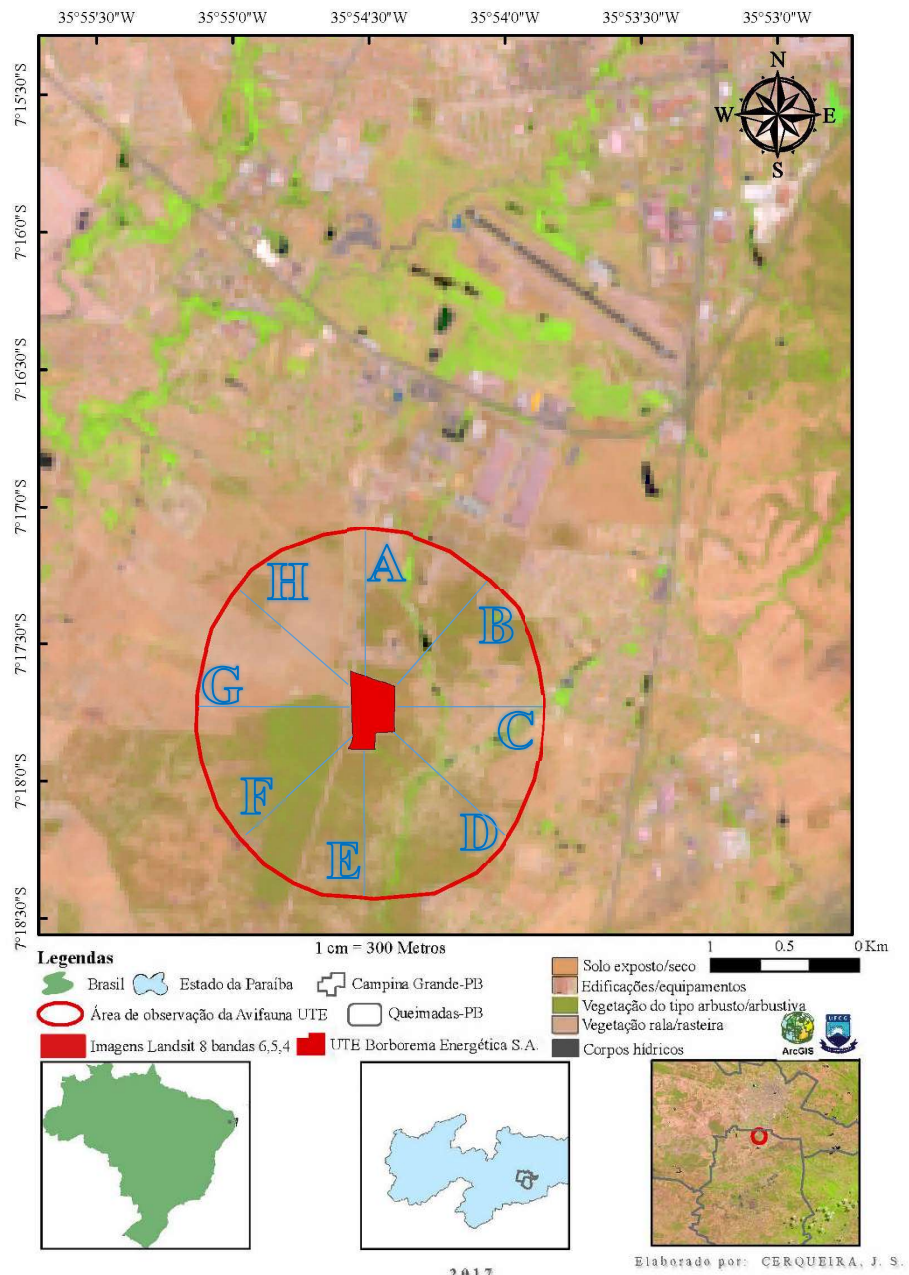 35°55'30"W 35°55'0"W 35°54'30"W 35°54'0"W 35°53'30"W 35°53'0"W
N
W E
S
7°15'30"S
7°16'0"S
7°16'30"S
7°17'0"S
7°17'30"S
7°18'0"S
7°18'30"S
A
H
B
G
C
F
D
E
1 cm = 300 Metros
1 0.5 0 Km
Legendas
Brasil Estado da Paraíba Campina Grande-PB
Área de observação da Avifauna UTE Queimadas-PB
Imagens Landsit 8 bandas 6,5,4 UTE Borborema Energética S.A.
Solo exposto/seco
Edificações/equipamentos
Vegetação do tipo arbusto/arbustiva
Vegetação rala/rasteira
Corpos hídricos
ArcGIS
UFCG
2017
Elaborado por: CERQUEIRA, J. S.